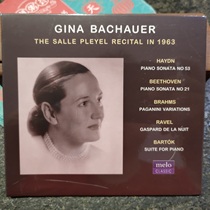 GINA BACHAUER
THE SALLE PLEYEL RECITAL IN 1963
HAYDN
PIANO SONATA NO 53
BEETHOVEN
PIANO SONATA NO.21
BRAHMS
PAGANINI VARIATIONS
RAVEL
GASPARD DE LA NUIT
BARTÓK
SUITE FOR PIANO
melo
CLASSIC